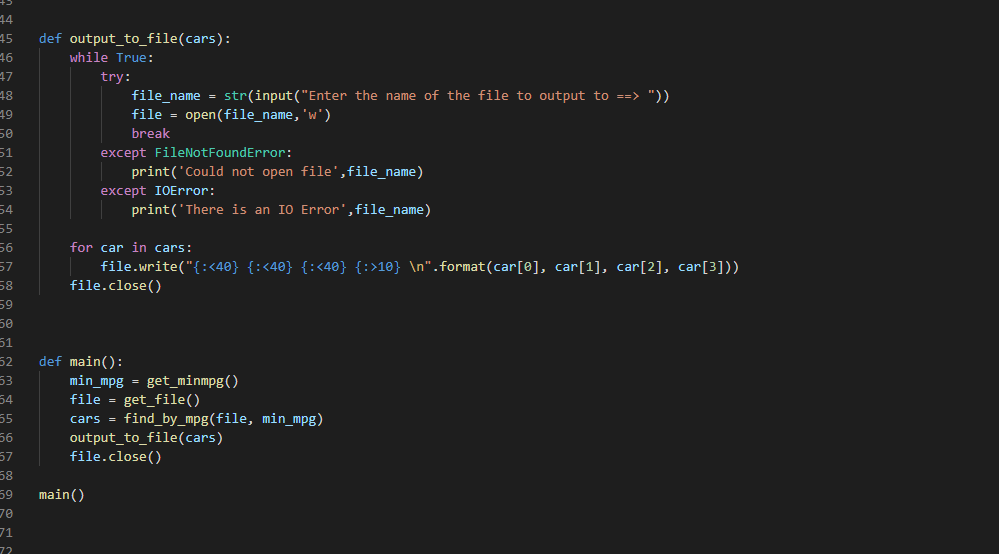 43
44
45 def output_to_file(cars):
46 while True:
47 try:
48 file_name = str(input("Enter the name of the file to output to ==> "))
49 file = open(file_name,'w')
50 break
51 except FileNotFoundError:
52 print('Could not open file',file_name)
53 except IOError:
54 print('There is an IO Error',file_name)
55
56 for car in cars:
57 file.write("{:<40} {:<40} {:<40} {:>10} \n".format(car[0], car[1], car[2], car[3]))
58 file.close()
59
60
61
62 def main():
63 min_mpg = get_minmpg()
64 file = get_file()
65 cars = find_by_mpg(file, min_mpg)
66 output_to_file(cars)
67 file.close()
68
69 main()
70
71
72